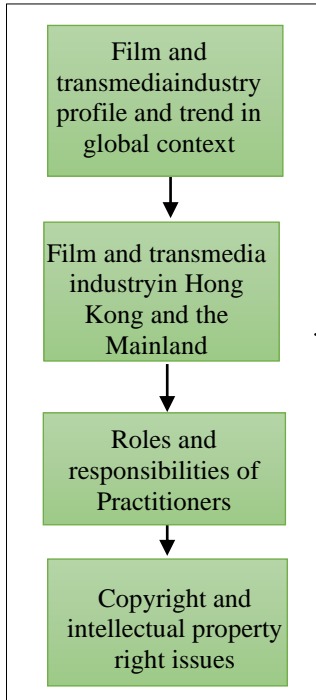 Film and
transmediaindustry
profile and trend in
global context
Film and transmedia
industryin Hong
Kong and the
Mainland
Roles and
responsibilities of
Practitioners
Copyright and
intellectual property
right issues